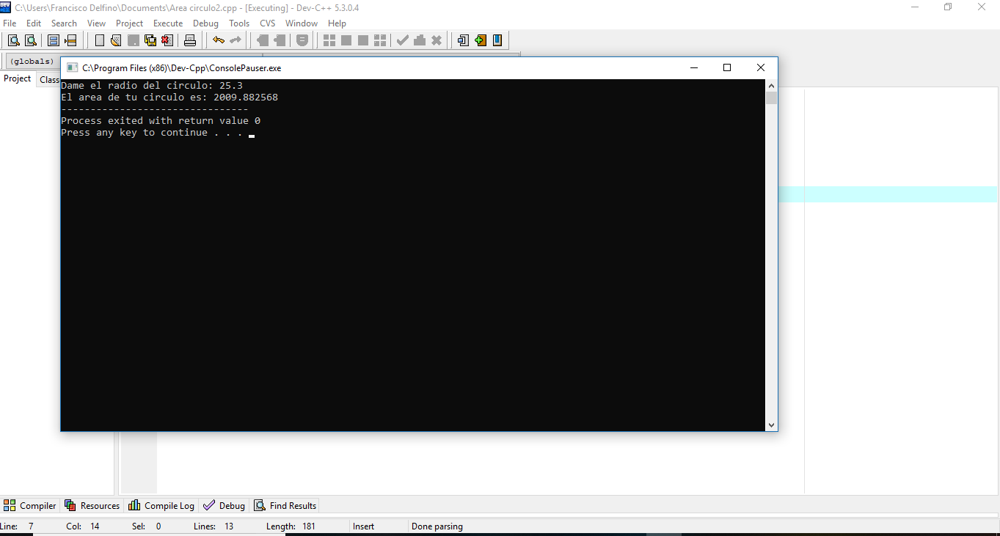 C:\Users\Francisco Delfino\Documents\Area circulo2.cpp - [Executing] - Dev-C++ 5.3.0.4
File Edit Search View Project Execute Debug Tools CVS Window Help
(globals)
Project Class
C:\Program Files (x86)\Dev-Cpp\ConsolePauser.exe
Dame el radio del circulo: 25.3
El area de tu circulo es: 2009.882568
--------------------------------
Process exited with return value 0
Press any key to continue . . .
Compiler Resources Compile Log Debug Find Results
Line: 7 Col: 14 Sel: 0 Lines: 13 Length: 181 Insert Done parsing